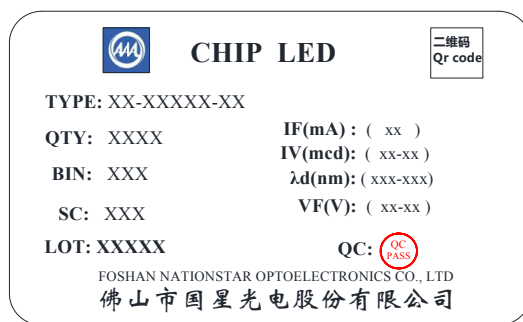 CHIP LED
二维码
Qr code
TYPE: XX-XXXXX-XX
QTY: XXXX
BIN: XXX
SC: XXX
LOT: XXXXX
IF(mA) : ( xx )
IV(mcd): ( xx-xx )
λd(nm): ( xxx-xxx)
VF(V): ( xx-xx )
QC: QC
PASS
FOSHAN NATIONSTAR OPTOELECTRONICS CO., LTD
佛山市国星光电股份有限公司